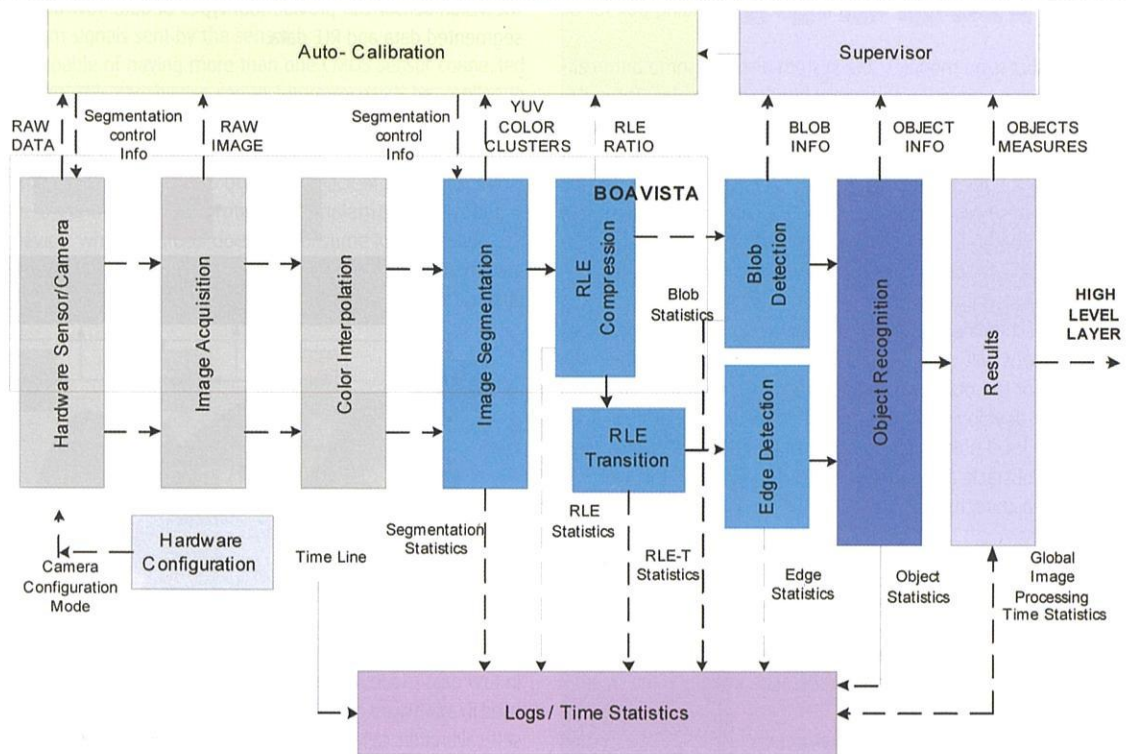 Auto- Calibration
Supervisor
RAW
DATA
Segmentation
control
Info
RAW
IMAGE
Segmentation
control
Info
YUV
COLOR
CLUSTERS
RLE
RATIO
BLOB
INFO
OBJECT
INFO
OBJECTS
MEASURES
BOAVISTA
Hardware Sensor/Camera
Image Acquisition
Color Interpolation
Image Segmentation
RLE
Compression
Blob
Statistics
Blob
Detection
Object Recognition
Results
HIGH
LEVEL
LAYER
RLE
Transition
Edge Detection
Hardware
Configuration
Camera
Configuration
Mode
Time Line
Segmentation
Statistics
RLE
Statistics
RLE-T
Statistics
Edge
Statistics
Object
Statistics
Global
Image
Processing
Time Statistics
Logs/ Time Statistics